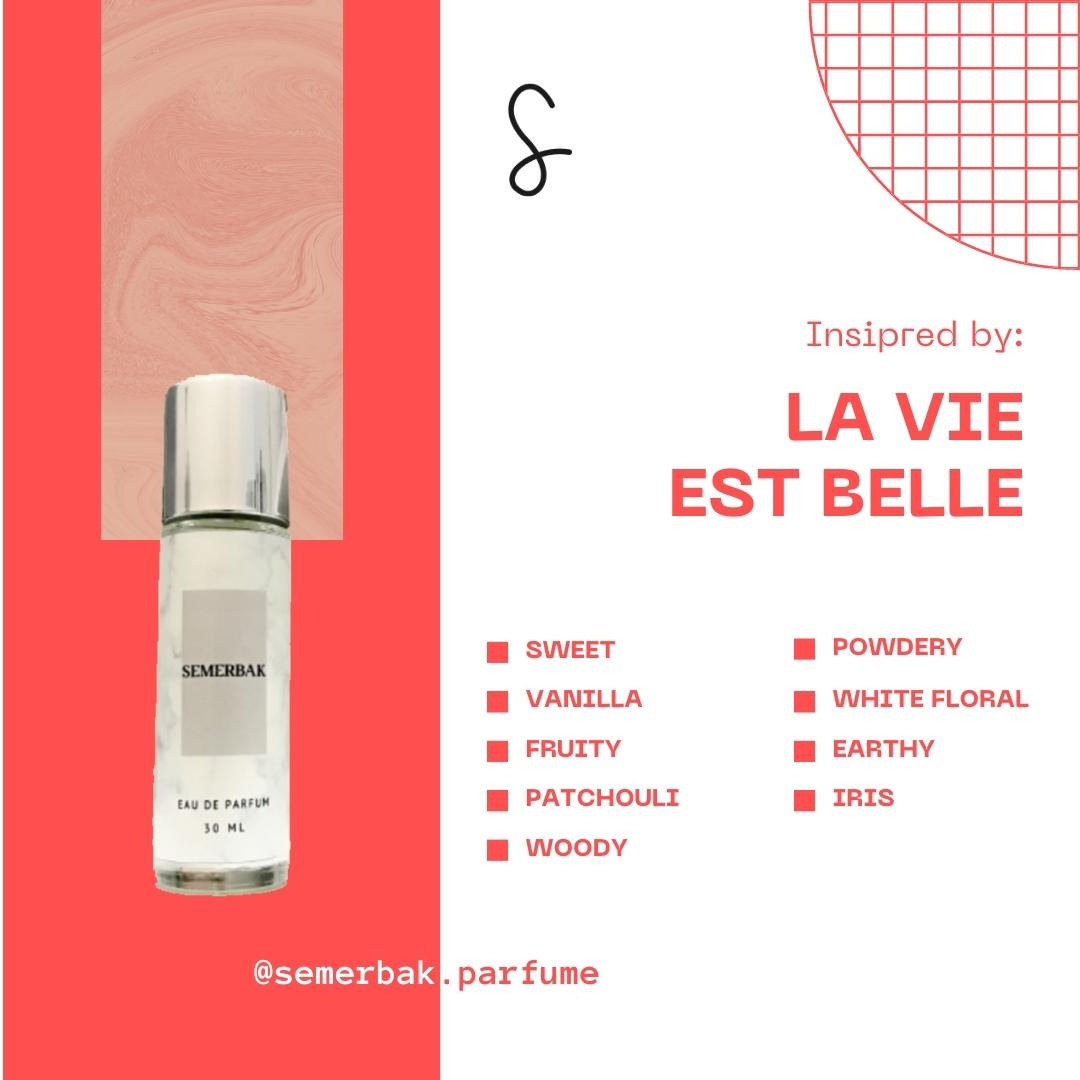 S
Insipred by:
LA VIE
EST BELLE
SWEET
VANILLA
FRUITY
PATCHOULI
WOODY
POWDERY
WHITE FLORAL
EARTHY
IRIS
SEMERBAK
EAU DE PARFUM
30 ML
@semerbak.parfume